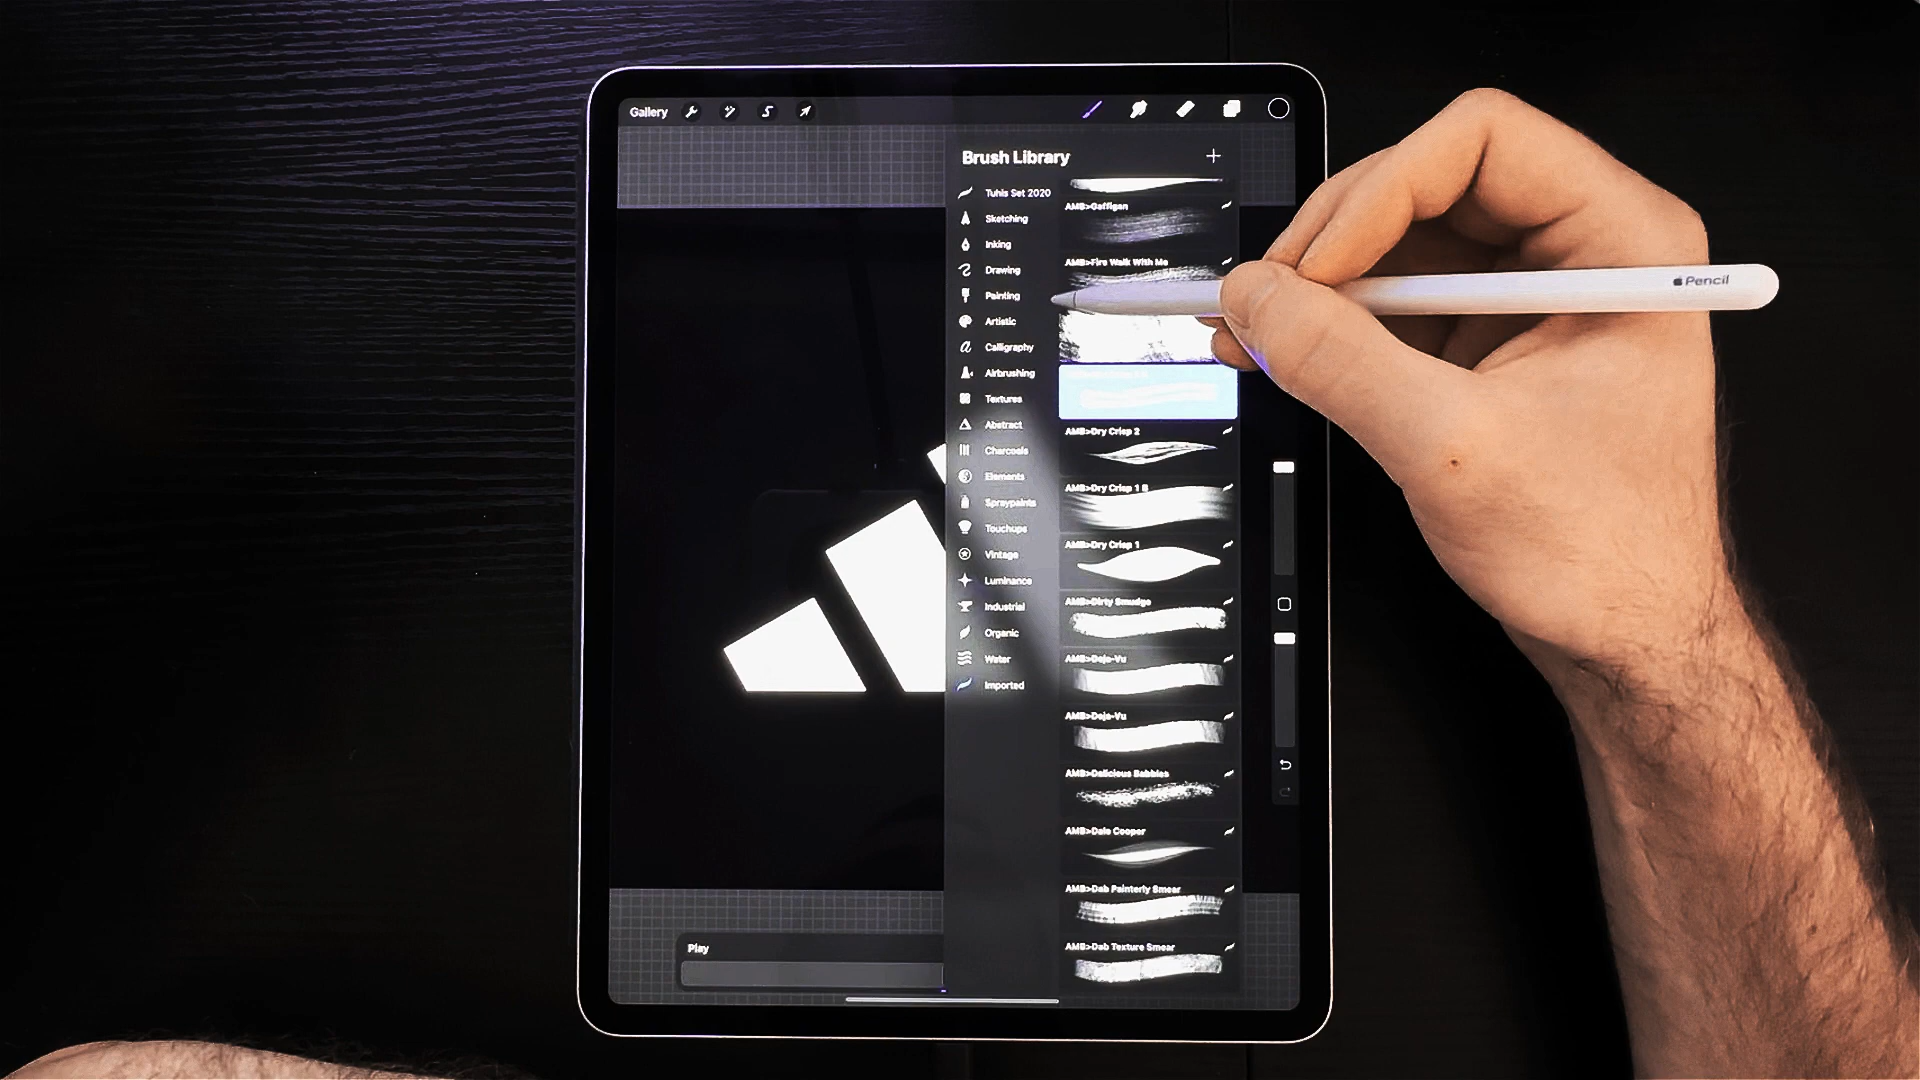 Gallery
Brush Library
Tuhis Set 2020
Sketching
Inking
Drawing
Painting
Artistic
Calligraphy
Airbrushing
Textures
Abstract
Charcoals
Elements
Spraypaints
Touchups
Vintage
Luminance
Industrial
Organic
Water
Imported
AMB>Gaffigan
AMB>Fire Walk With Me
AMB>Dry Crisp 2
AMB>Dry Crisp 1 B
AMB>Dry Crisp 1
AMB>Dirty Smudge
AMB>Deja-Vu
AMB>Deja-Vu
AMB>Dalicious Babbles
AMB>Dale Cooper
AMB>Dab Painterly Smear
AMB>Dab Texture Smear
Play
Pencil